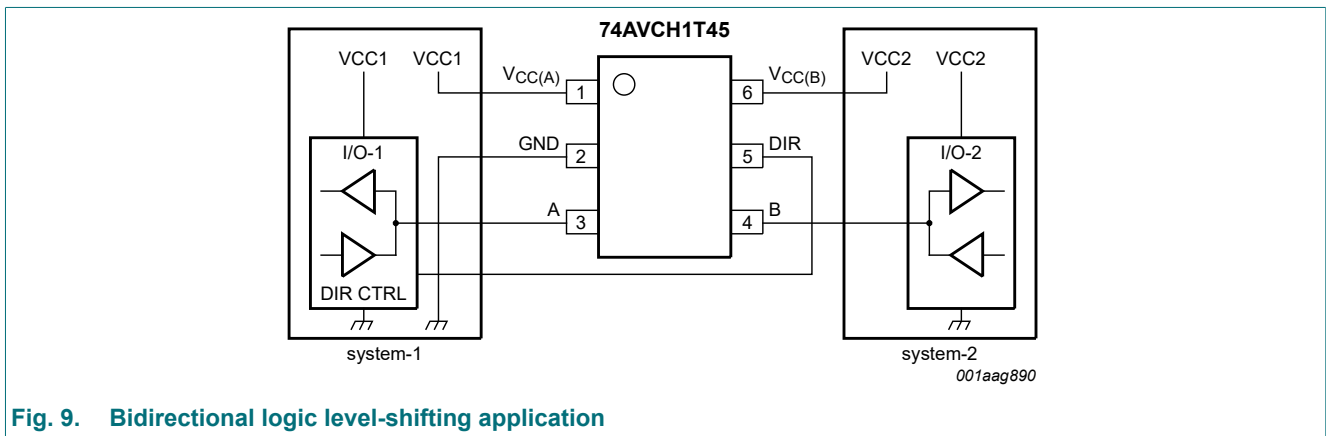 74AVCH1T45
VCC1 VCC1
VCC(A)
1
6
VCC(B)
VCC2 VCC2
I/O-1
GND
2
5
DIR
I/O-2
A
3
4
B
DIR CTRL
system-1
system-2
001aag890
Fig. 9. Bidirectional logic level-shifting application